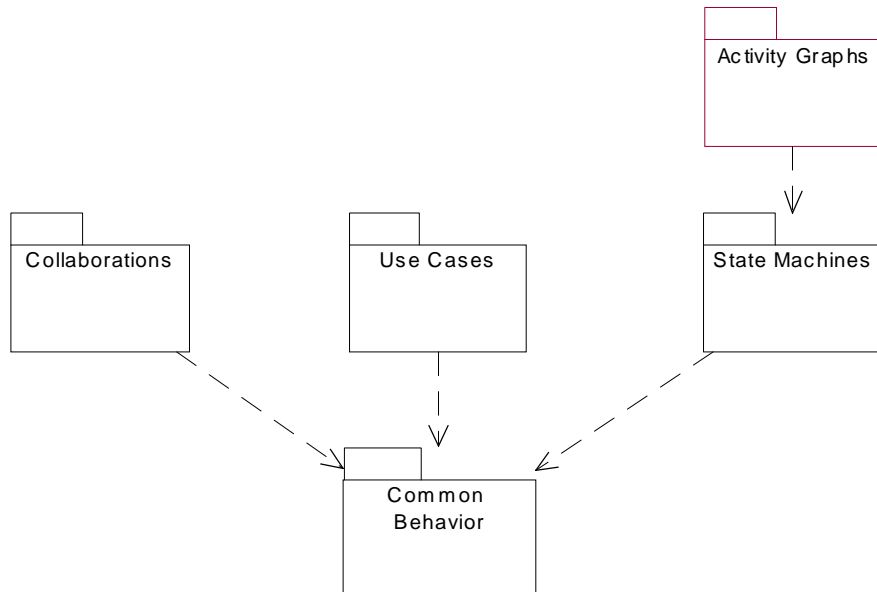 Activity Graphs
Collaborations
Use Cases
State Machines
Common
Behavior